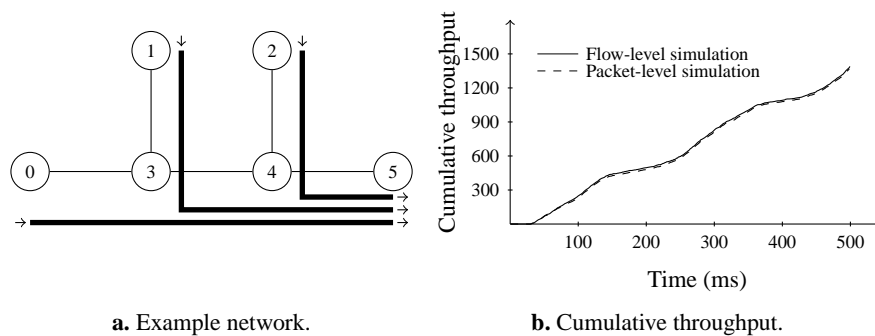 1
2
0
3
4
5
a. Example network.
Cumulative throughput
1500
1200
900
600
300
Flow-level simulation
Packet-level simulation
100
200
300
400
500
Time (ms)
b. Cumulative throughput.